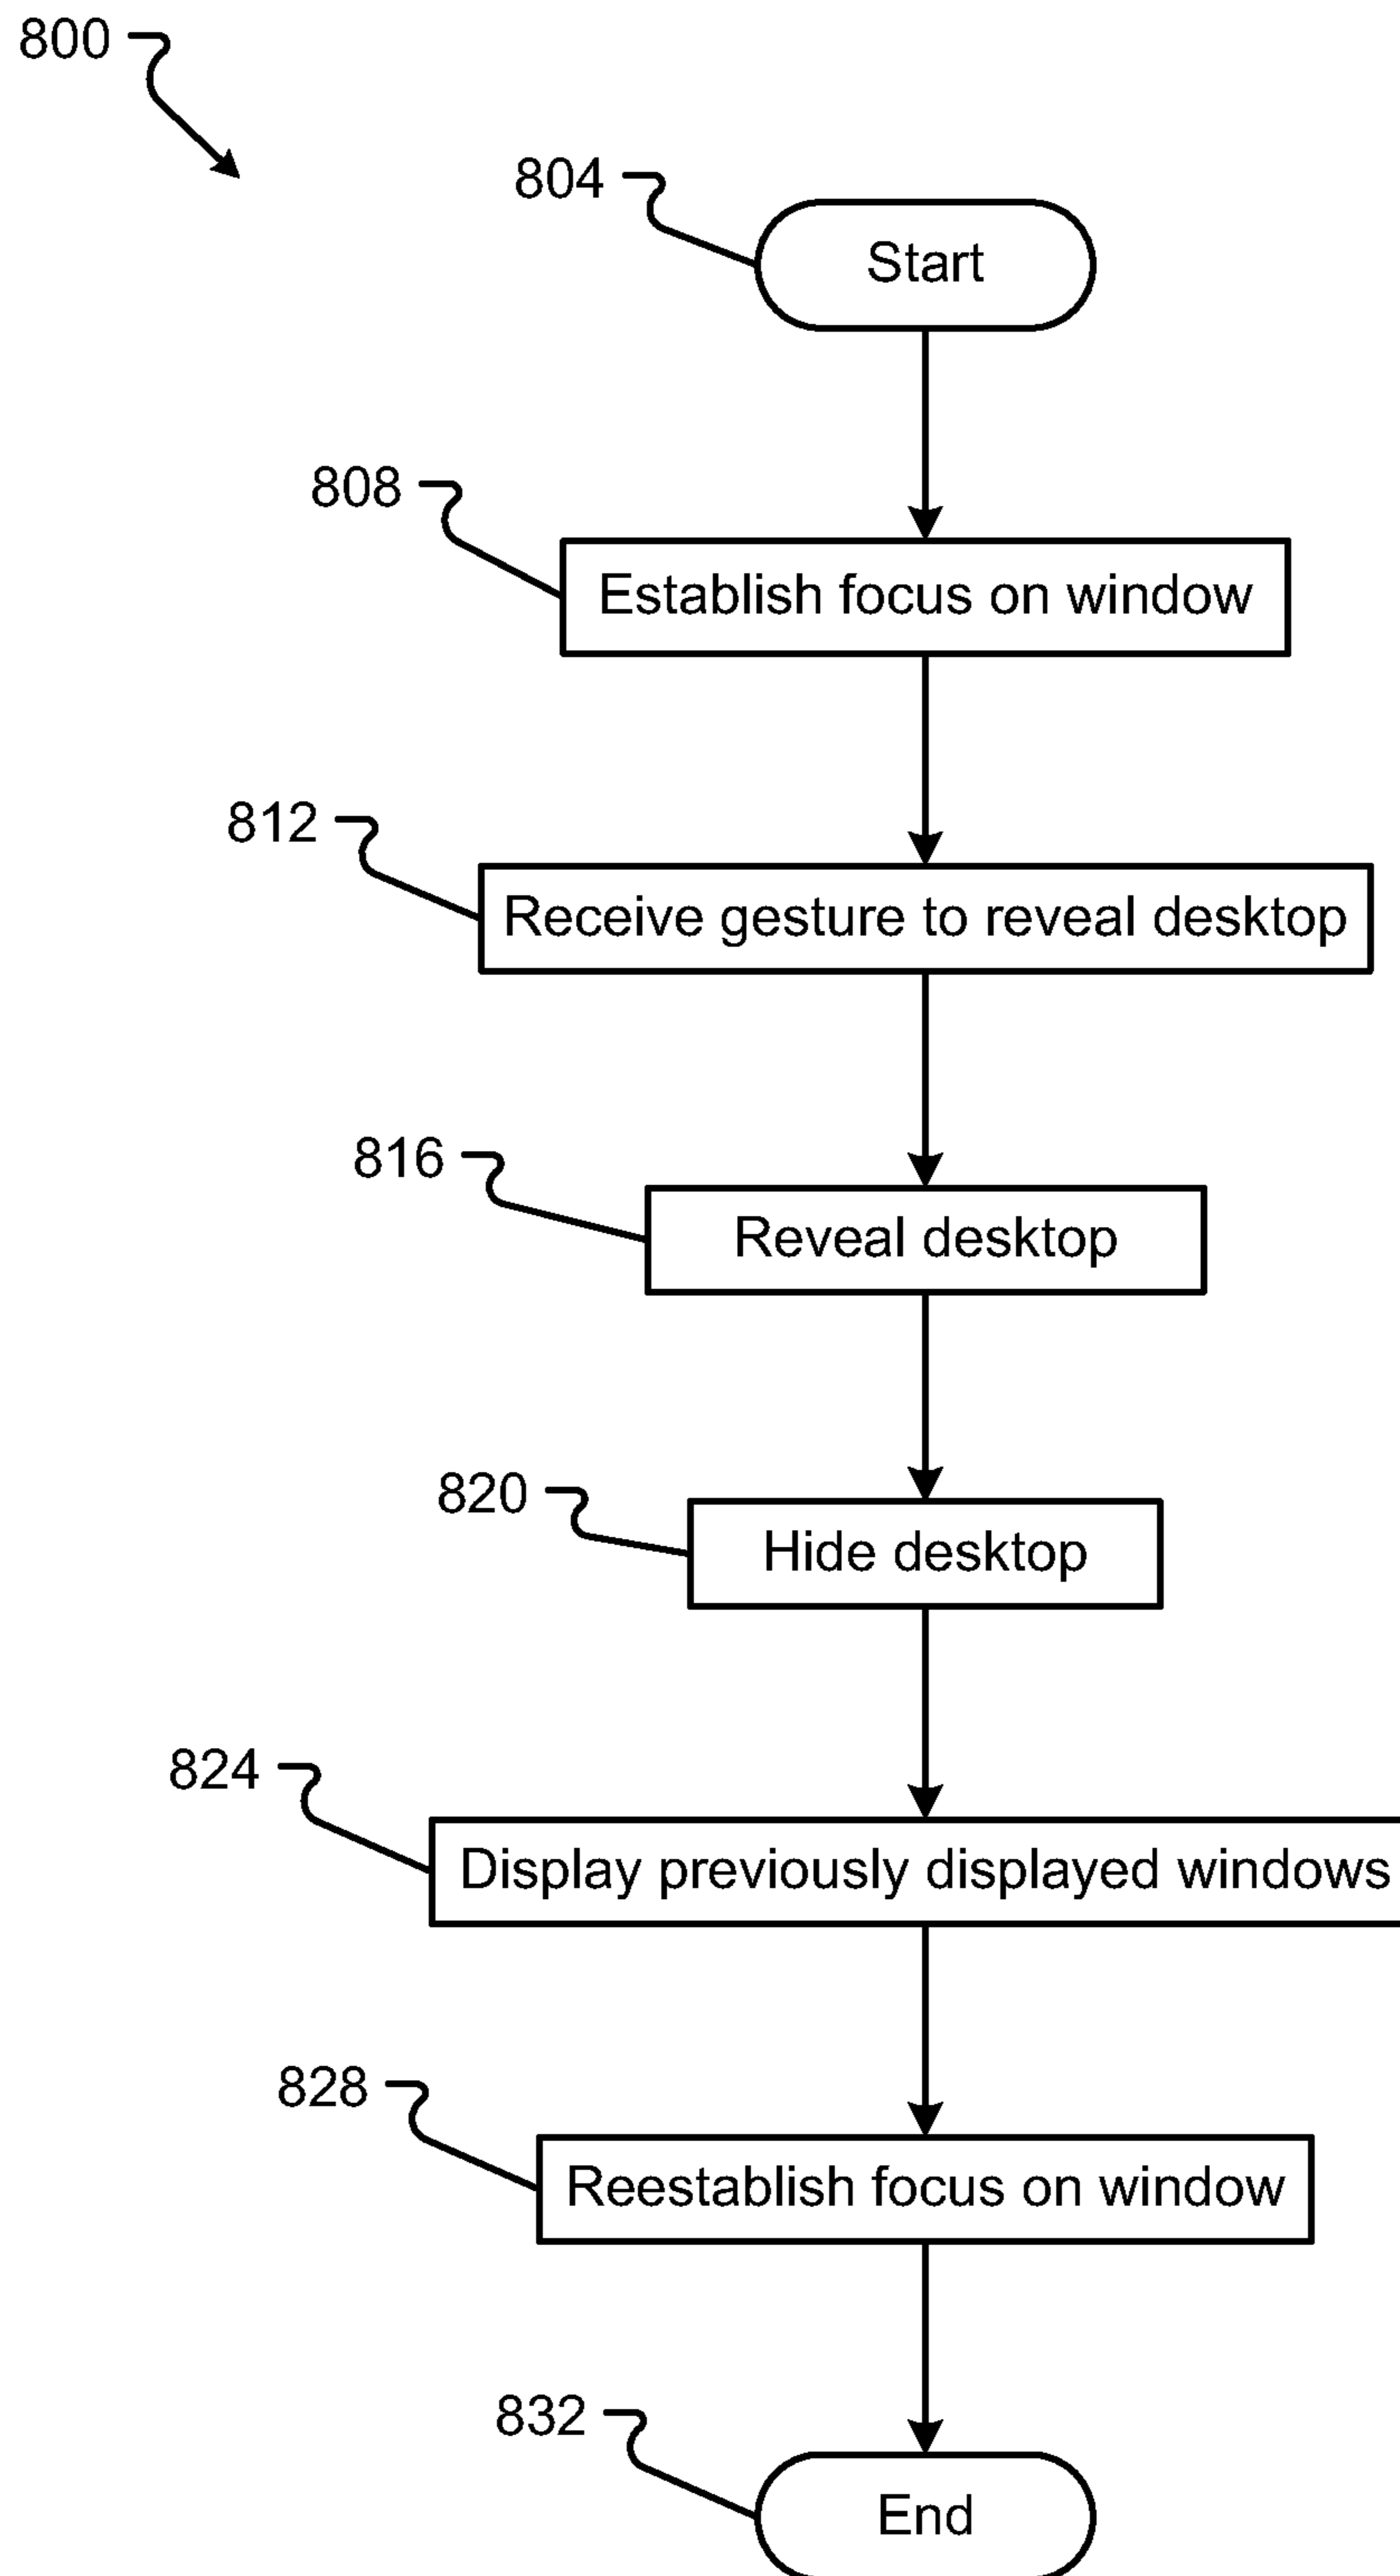 800
804
Start
808
Establish focus on window
812
Receive gesture to reveal desktop
816
Reveal desktop
820
Hide desktop
824
Display previously displayed windows
828
Reestablish focus on window
832
End